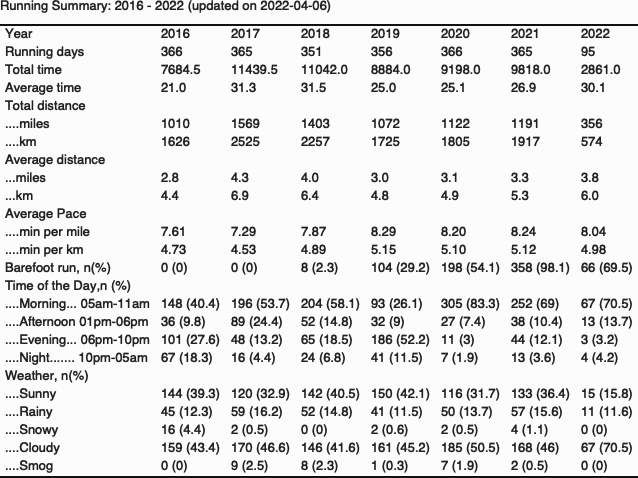 Running Summary: 2016 - 2022 (updated on 2022-04-06)
Year 2016 2017 2018 2019 2020 2021 2022
Running days 366 365 351 356 366 365 95
Total time 7684.5 11439.5 11042.0 8884.0 9198.0 9818.0 2861.0
Average time 21.0 31.3 31.5 25.0 25.1 26.9 30.1
Total distance
....miles 1010 1569 1403 1072 1122 1191 356
....km 1626 2525 2257 1725 1805 1917 574
Average distance
...miles 2.8 4.3 4.0 3.0 3.1 3.3 3.8
...km 4.4 6.9 6.4 4.8 4.9 5.3 6.0
Average Pace
....min per mile 7.61 7.29 7.87 8.29 8.20 8.24 8.04
....min per km 4.73 4.53 4.89 5.15 5.10 5.12 4.98
Barefoot run, n(%) 0 (0) 0 (0) 8 (2.3) 104 (29.2) 198 (54.1) 358 (98.1) 66 (69.5)
Time of the Day,n (%)
....Morning... 05am-11am 148 (40.4) 196 (53.7) 204 (58.1) 93 (26.1) 305 (83.3) 252 (69) 67 (70.5)
....Afternoon 01pm-06pm 36 (9.8) 89 (24.4) 52 (14.8) 32 (9) 27 (7.4) 38 (10.4) 13 (13.7)
....Evening... 06pm-10pm 101 (27.6) 48 (13.2) 65 (18.5) 186 (52.2) 11 (3) 44 (12.1) 3 (3.2)
....Night....... 10pm-05am 67 (18.3) 16 (4.4) 24 (6.8) 41 (11.5) 7 (1.9) 13 (3.6) 4 (4.2)
Weather, n(%)
....Sunny 144 (39.3) 120 (32.9) 142 (40.5) 150 (42.1) 116 (31.7) 133 (36.4) 15 (15.8)
....Rainy 45 (12.3) 59 (16.2) 52 (14.8) 41 (11.5) 50 (13.7) 57 (15.6) 11 (11.6)
....Snowy 16 (4.4) 2 (0.5) 0 (0) 2 (0.6) 2 (0.5) 4 (1.1) 0 (0)
....Cloudy 159 (43.4) 170 (46.6) 146 (41.6) 161 (45.2) 185 (50.5) 168 (46) 67 (70.5)
....Smog 0 (0) 9 (2.5) 8 (2.3) 1 (0.3) 7 (1.9) 2 (0.5) 0 (0)